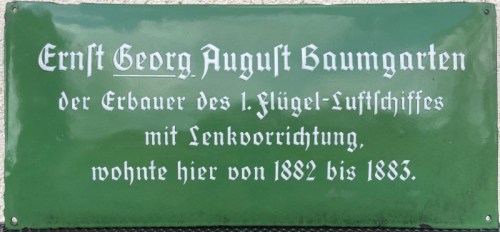 Ernſt Georg Auguſt Baumgarten
der Erbauer des 1. Flügel-Luftſchiffes
mit Lenkvorrichtung,
wohnte hier von 1882 bis 1883.